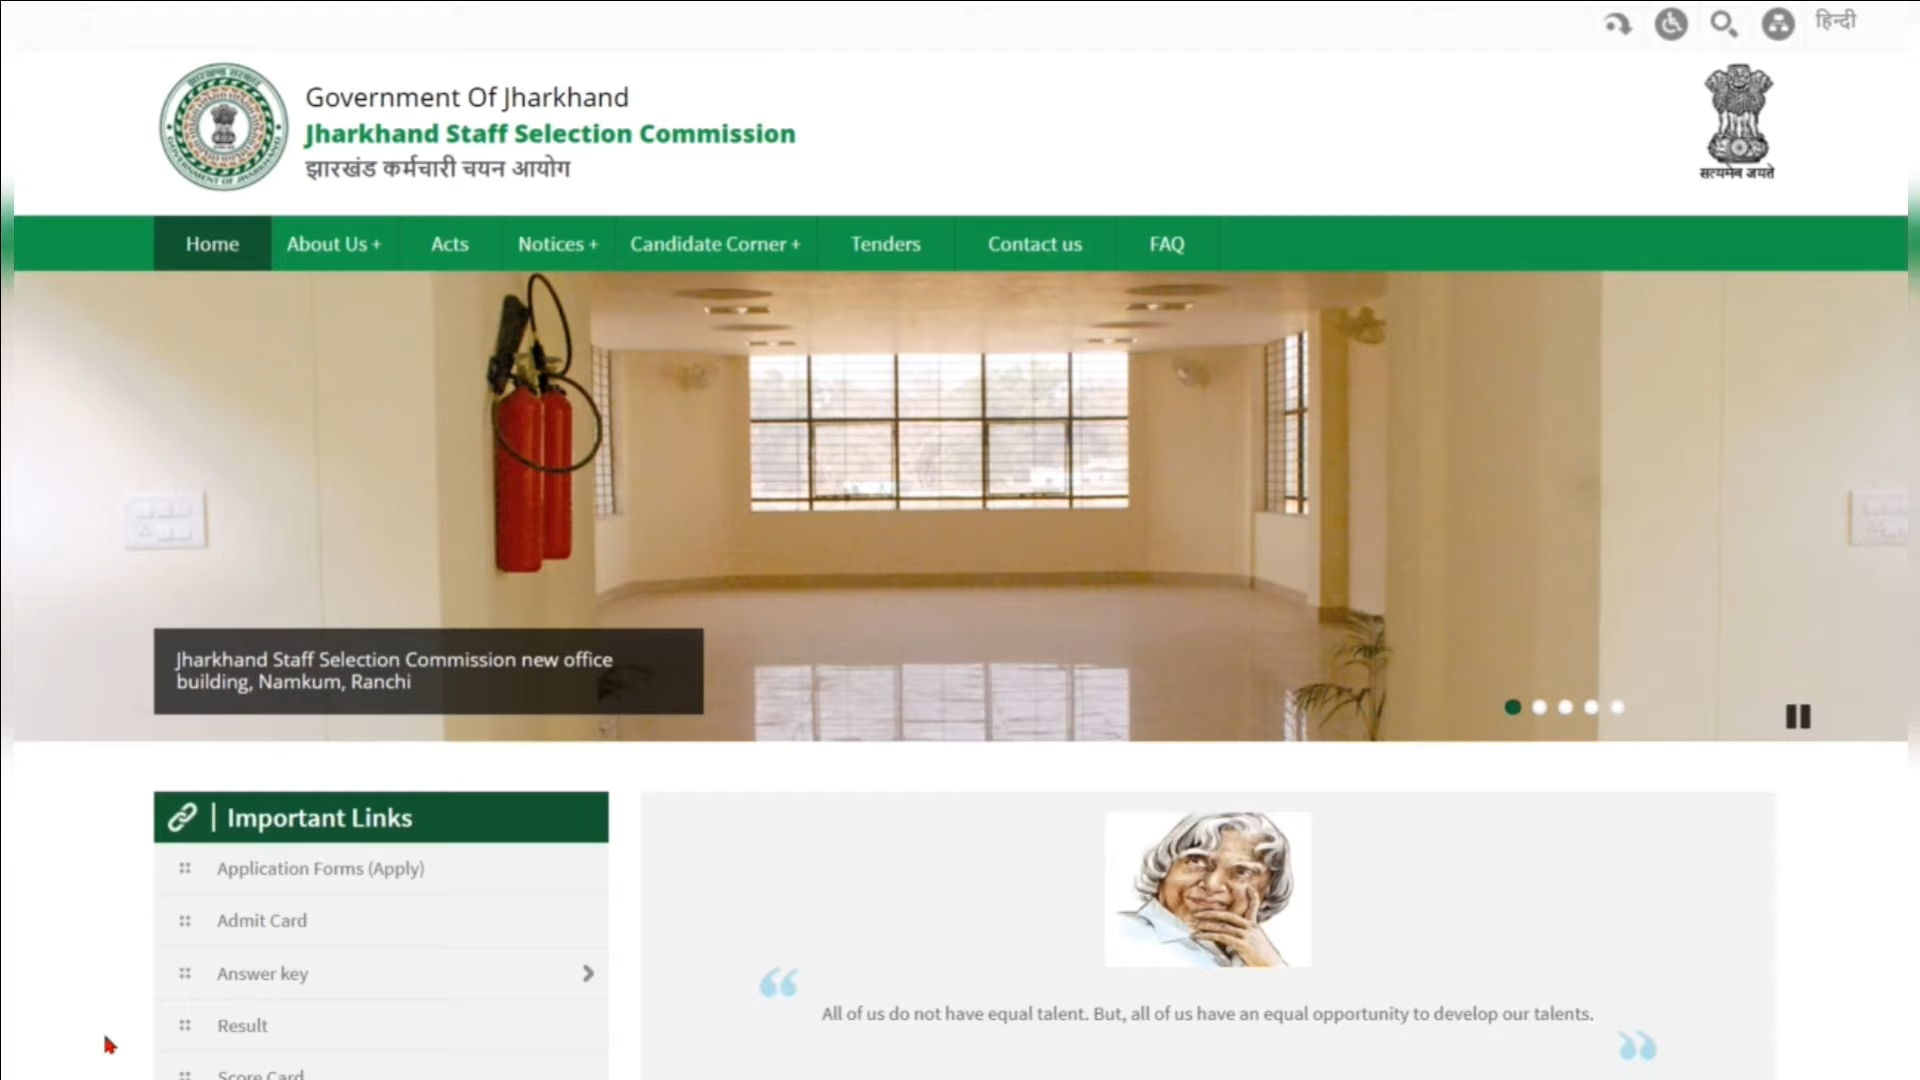 हिन्दी
Government Of Jharkhand
Jharkhand Staff Selection Commission
झारखंड कर्मचारी चयन आयोग
सत्यमेव जयते
Home
About Us +
Acts
Notices +
Candidate Corner +
Tenders
Contact us
FAQ
Jharkhand Staff Selection Commission new office
building, Namkum, Ranchi
Important Links
Application Forms (Apply)
Admit Card
Answer key
Result
Score Card
All of us do not have equal talent. But, all of us have an equal opportunity to develop our talents.